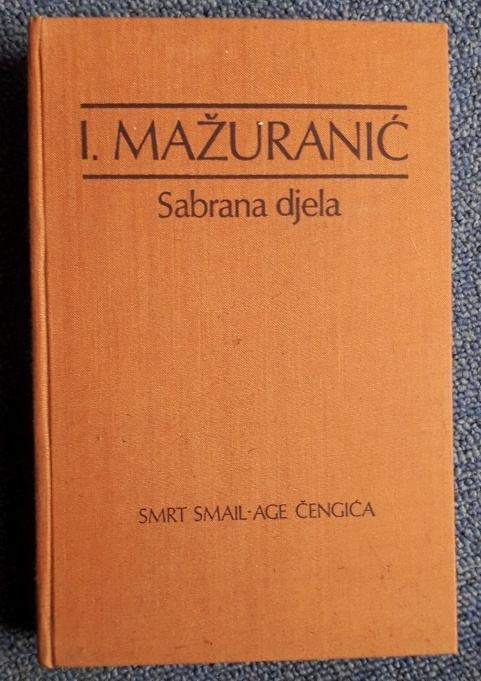 I. MAŽURANIĆ
Sabrana djela
SMRT SMAIL-AGE ČENGIĆA